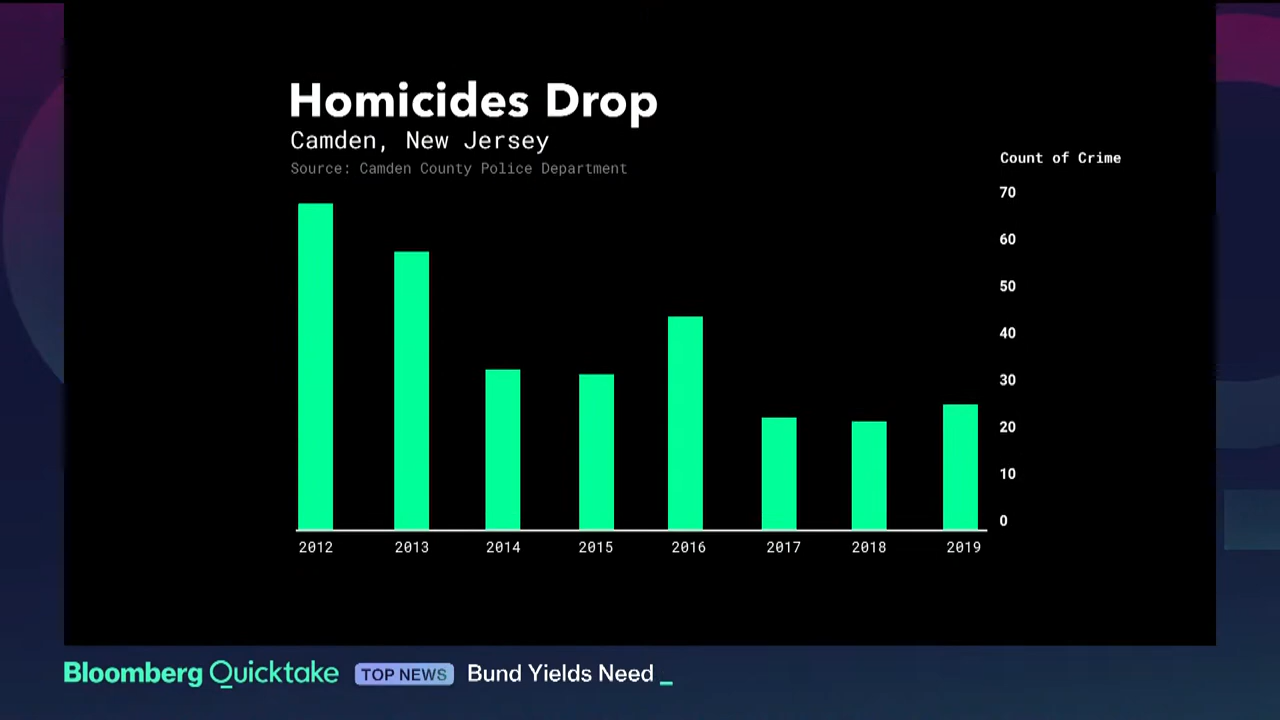 Homicides Drop
Camden, New Jersey
Source: Camden County Police Department
Count of Crime
70
60
50
40
30
20
10
0
2012 2013 2014 2015 2016 2017 2018 2019
Bloomberg Quicktake TOP NEWS Bund Yields Need _